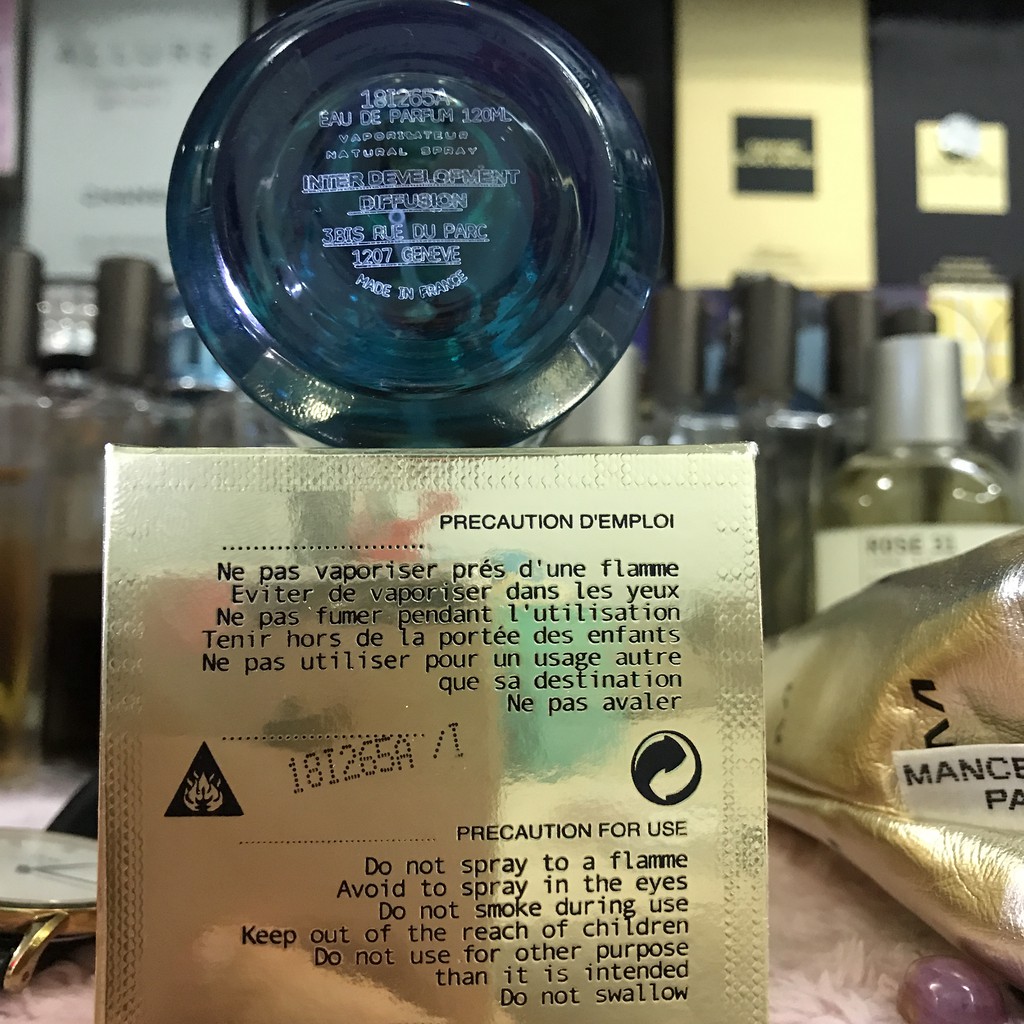 ALLURE
CHANEL
18I265A
EAU DE PARFUM 120ML
VAPORISATEUR
NATURAL SPRAY
INTER DEVELOPMENT
DIFFUSION
3BIS RUE DU PARC
1207 GENEVE
MADE IN FRANCE
PRECAUTION D'EMPLOI
Ne pas vaporiser prés d'une flamme
Eviter de vaporiser dans les yeux
Ne pas fumer pendant l'utilisation
Tenir hors de la portée des enfants
Ne pas utiliser pour un usage autre
que sa destination
Ne pas avaler
18I265A /1
PRECAUTION FOR USE
Do not spray to a flamme
Avoid to spray in the eyes
Do not smoke during use
Keep out of the reach of children
Do not use for other purpose
than it is intended
Do not swallow
ROSE 31
M
MANCE
PA